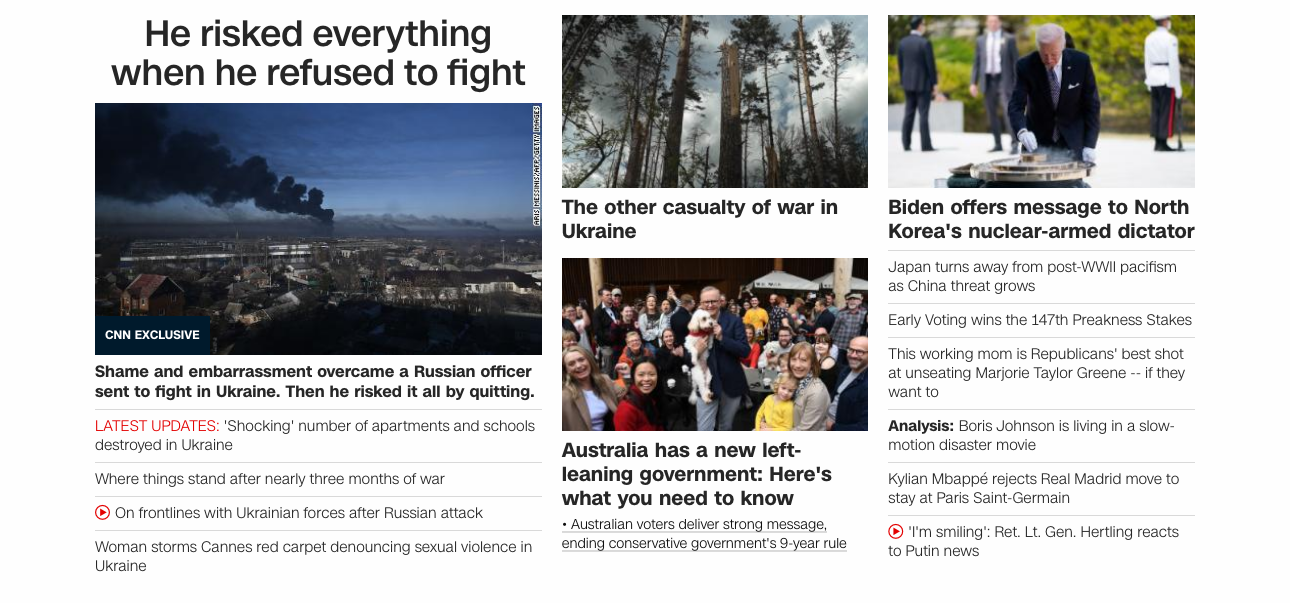 He risked everything
when he refused to fight
ARIS MESSINIS/AFP/GETTY IMAGES
CNN EXCLUSIVE
Shame and embarrassment overcame a Russian officer
sent to fight in Ukraine. Then he risked it all by quitting.
LATEST UPDATES: 'Shocking' number of apartments and schools
destroyed in Ukraine
Where things stand after nearly three months of war
On frontlines with Ukrainian forces after Russian attack
Woman storms Cannes red carpet denouncing sexual violence in
Ukraine
The other casualty of war in
Ukraine
Australia has a new left-
leaning government: Here's
what you need to know
• Australian voters deliver strong message,
ending conservative government's 9-year rule
Biden offers message to North
Korea's nuclear-armed dictator
Japan turns away from post-WWII pacifism
as China threat grows
Early Voting wins the 147th Preakness Stakes
This working mom is Republicans' best shot
at unseating Marjorie Taylor Greene -- if they
want to
Analysis: Boris Johnson is living in a slow-
motion disaster movie
Kylian Mbappé rejects Real Madrid move to
stay at Paris Saint-Germain
'I'm smiling': Ret. Lt. Gen. Hertling reacts
to Putin news